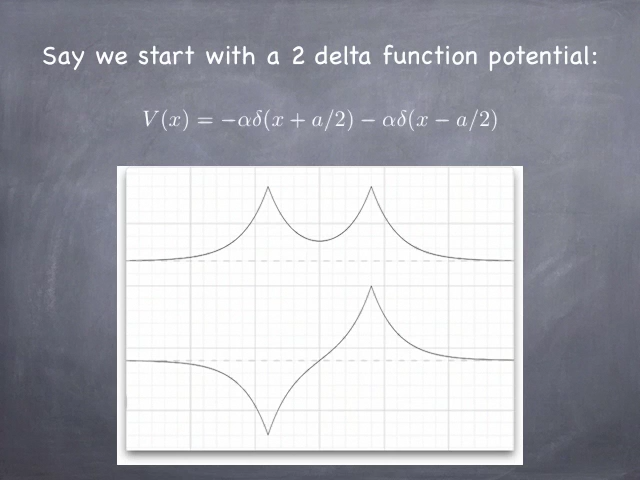 Say we start with a 2 delta function potential:
V(x) = −αδ(x + a/2) − αδ(x − a/2)